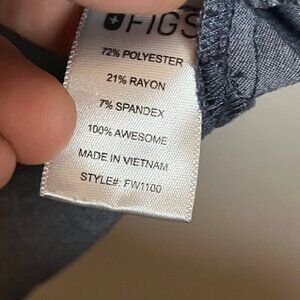 FIGS
72% POLYESTER
21% RAYON
7% SPANDEX
100% AWESOME
MADE IN VIETNAM
STYLE#: FW1100